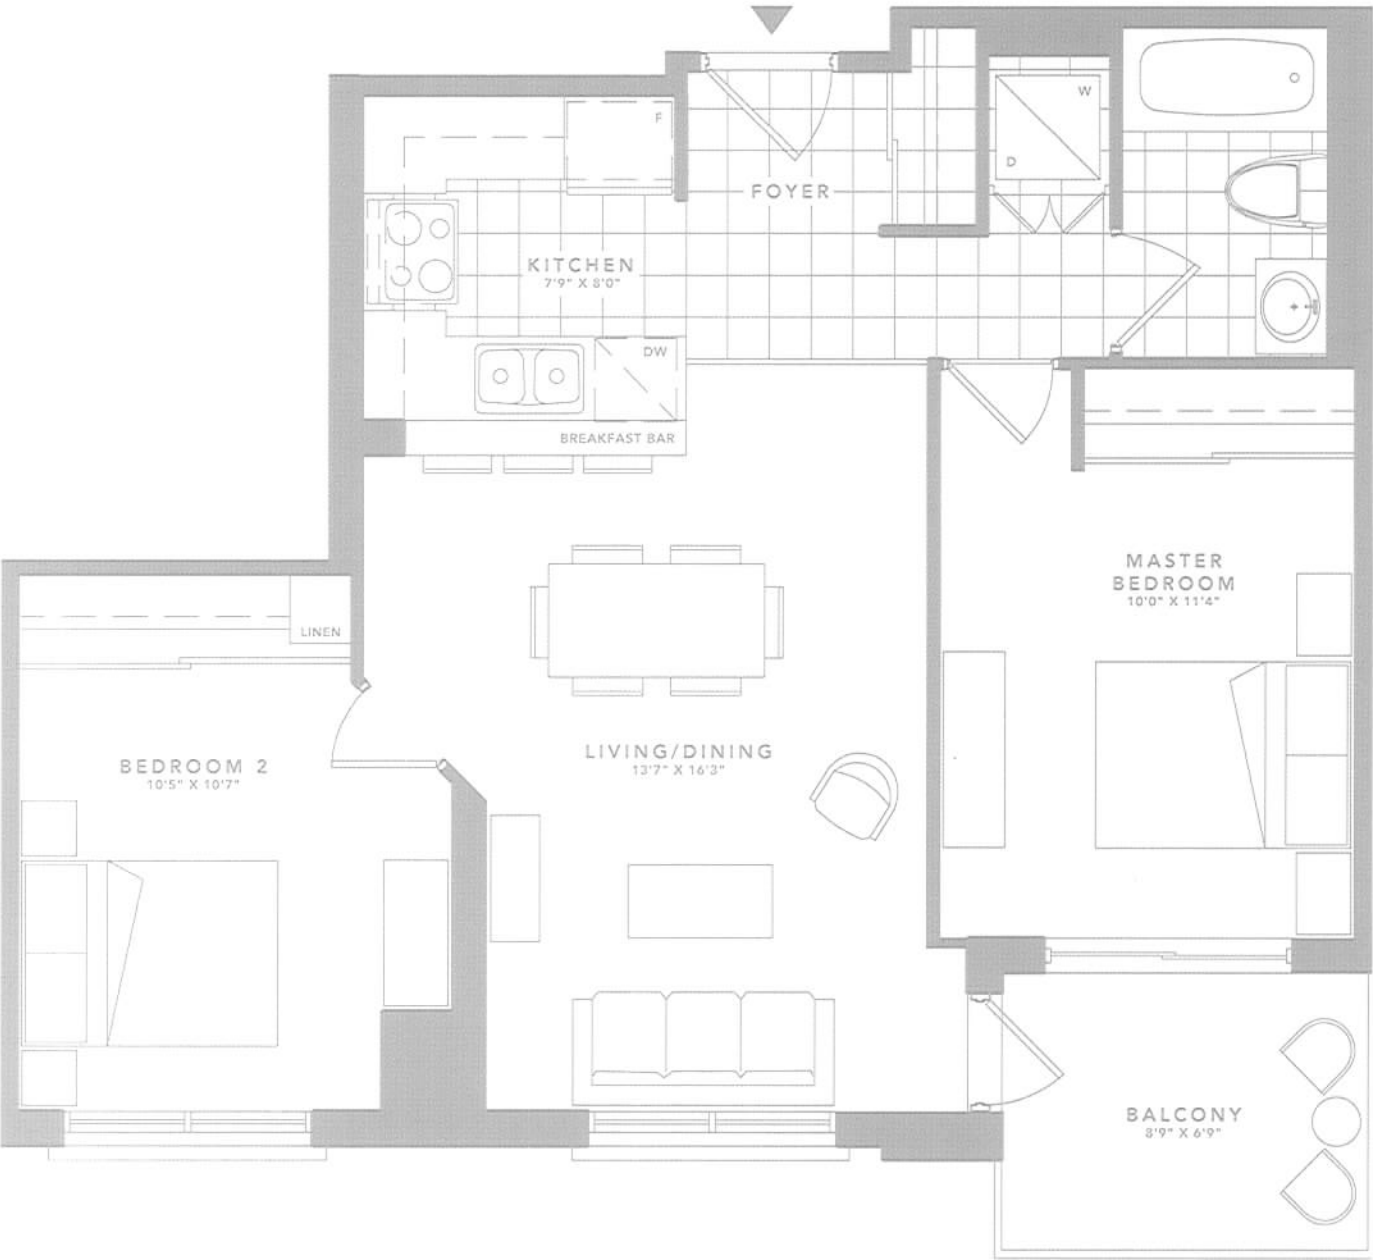 W
F
D
FOYER
KITCHEN
7'9" X 8'0"
DW
BREAKFAST BAR
MASTER
BEDROOM
10'0" X 11'4"
LINEN
LIVING/DINING
13'7" X 16'3"
BEDROOM 2
10'5" X 10'7"
BALCONY
8'9" X 6'9"